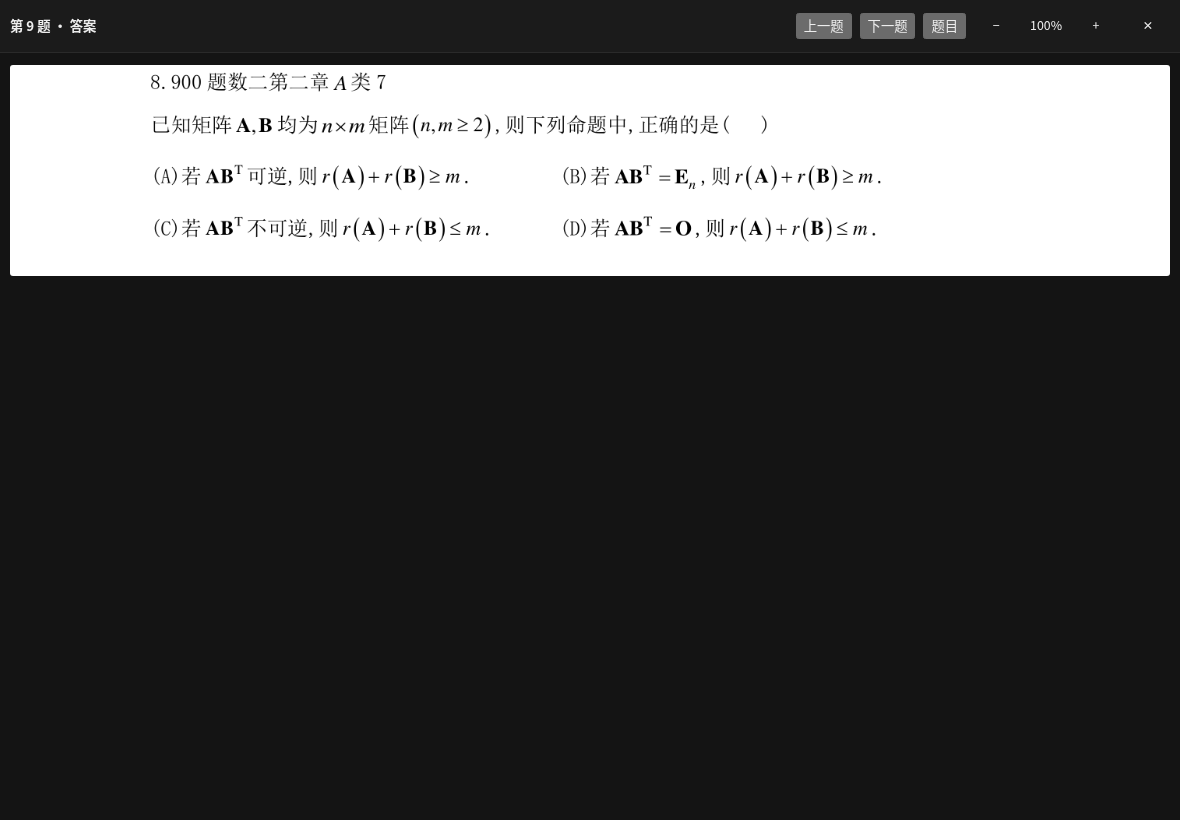 第 9 题 · 答案
上一题 下一题 题目 − 100% + ×
8. 900 题数二第二章 A 类 7
已知矩阵 A,B 均为 n×m 矩阵(n,m≥2),则下列命题中,正确的是(    )
(A)若 ABᵀ 可逆,则 r(A)+r(B)≥m. (B)若 ABᵀ =Eₙ,则 r(A)+r(B)≥m.
(C)若 ABᵀ 不可逆,则 r(A)+r(B)≤m. (D)若 ABᵀ =O,则 r(A)+r(B)≤m.